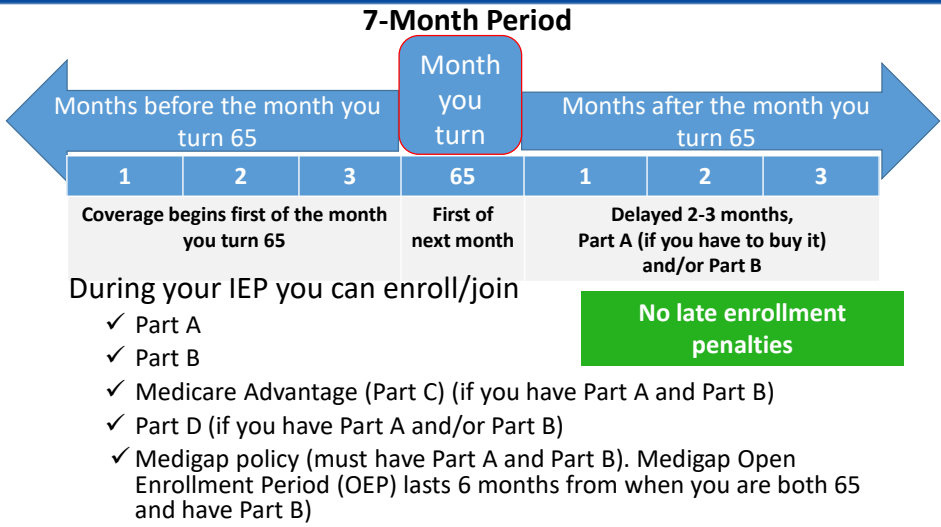 7-Month Period
Months before the month you
turn 65
Month
you
turn
Months after the month you
turn 65
1 2 3 65 1 2 3
Coverage begins first of the month
you turn 65
First of
next month
Delayed 2-3 months,
Part A (if you have to buy it)
and/or Part B
During your IEP you can enroll/join
No late enrollment
penalties
✓ Part A
✓ Part B
✓ Medicare Advantage (Part C) (if you have Part A and Part B)
✓ Part D (if you have Part A and/or Part B)
✓ Medigap policy (must have Part A and Part B). Medigap Open
Enrollment Period (OEP) lasts 6 months from when you are both 65
and have Part B)